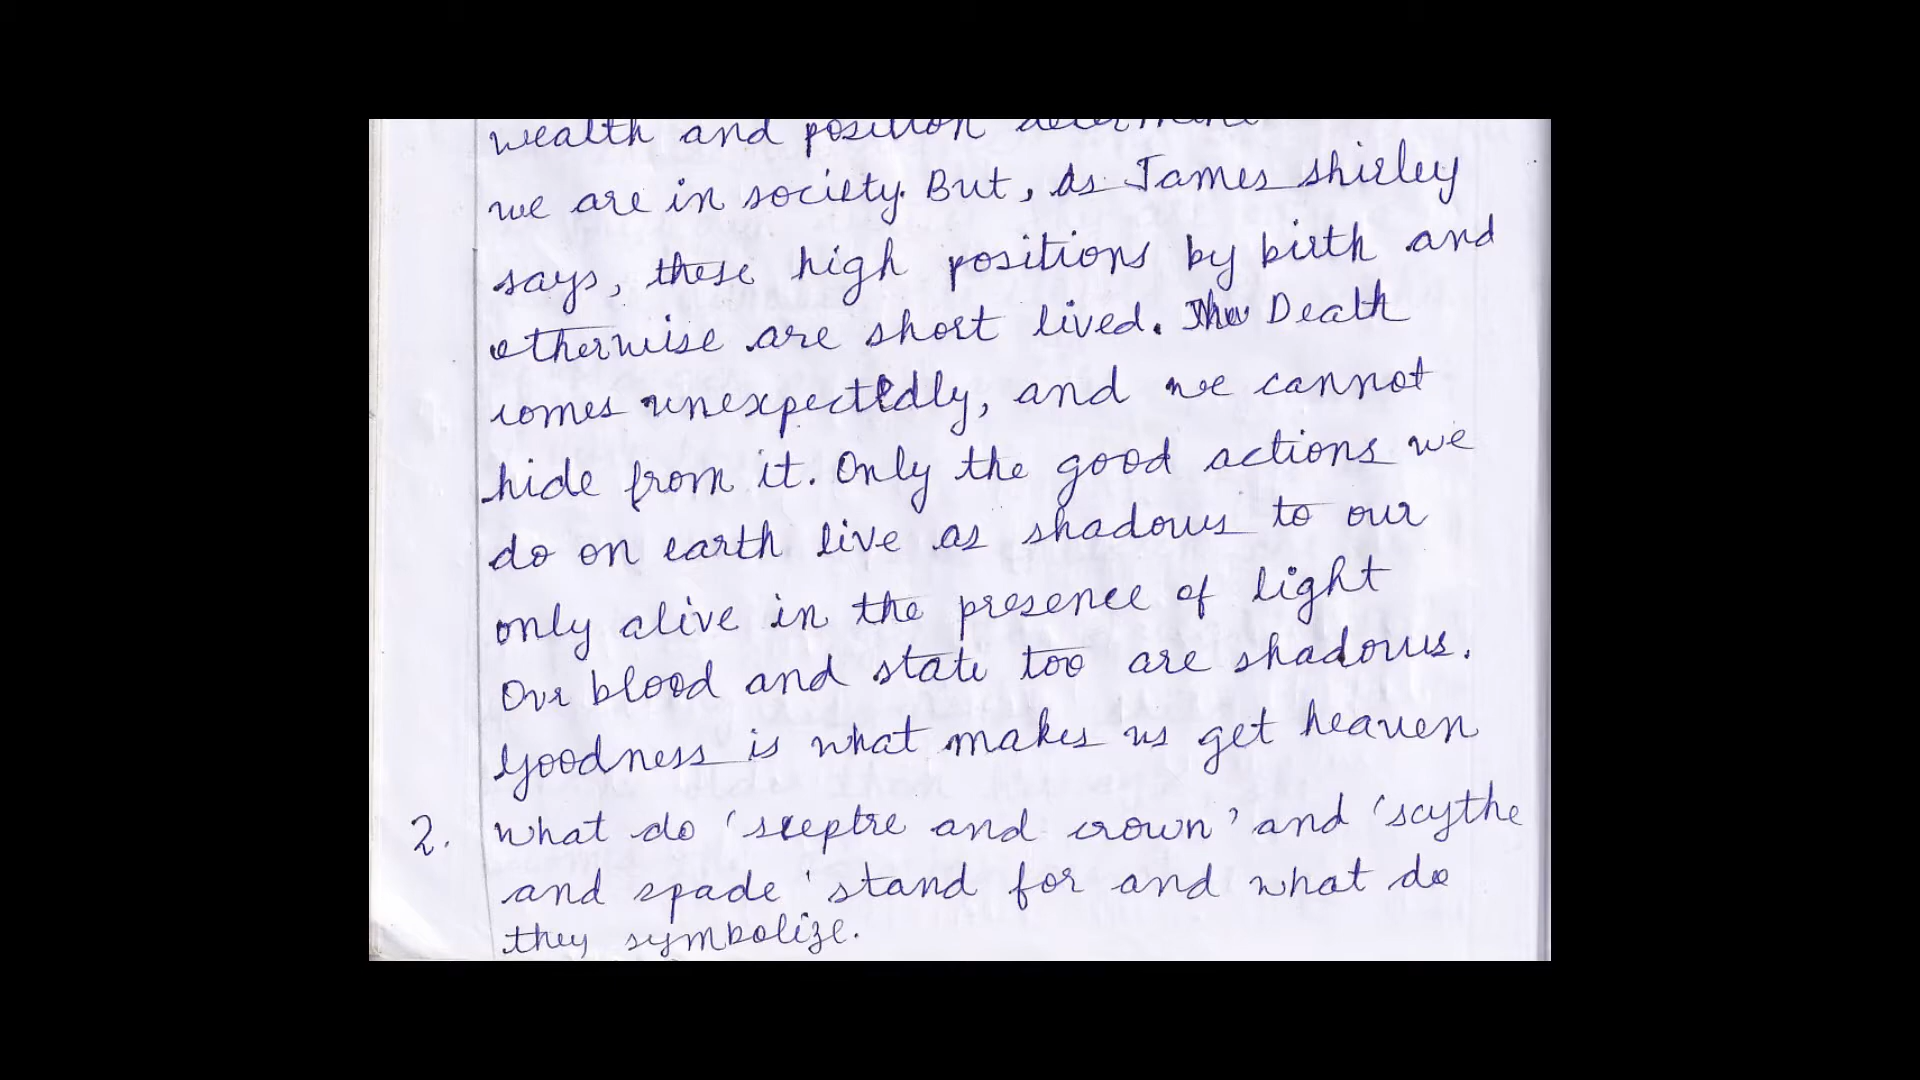 wealth and position
we are in society. But, As James shirley
says, these high positions by birth and
otherwise are short lived. The Death
comes unexpectedly, and we cannot
hide from it. Only the good actions we
do on earth live as shadows to our
only alive in the presence of light
Our blood and state too are shadows.
Goodness is what makes us get heaven
2. What do 'sceptre and crown' and 'scythe
and spade' stand for and what do
they symbolize.